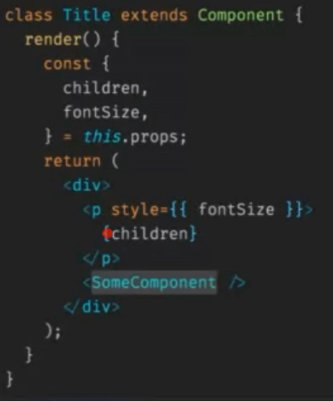 class Title extends Component {
render() {
const {
children,
fontSize,
} = this.props;
return (
<div>
<p style={{ fontSize }}>
{children}
</p>
<SomeComponent />
</div>
);
}
}